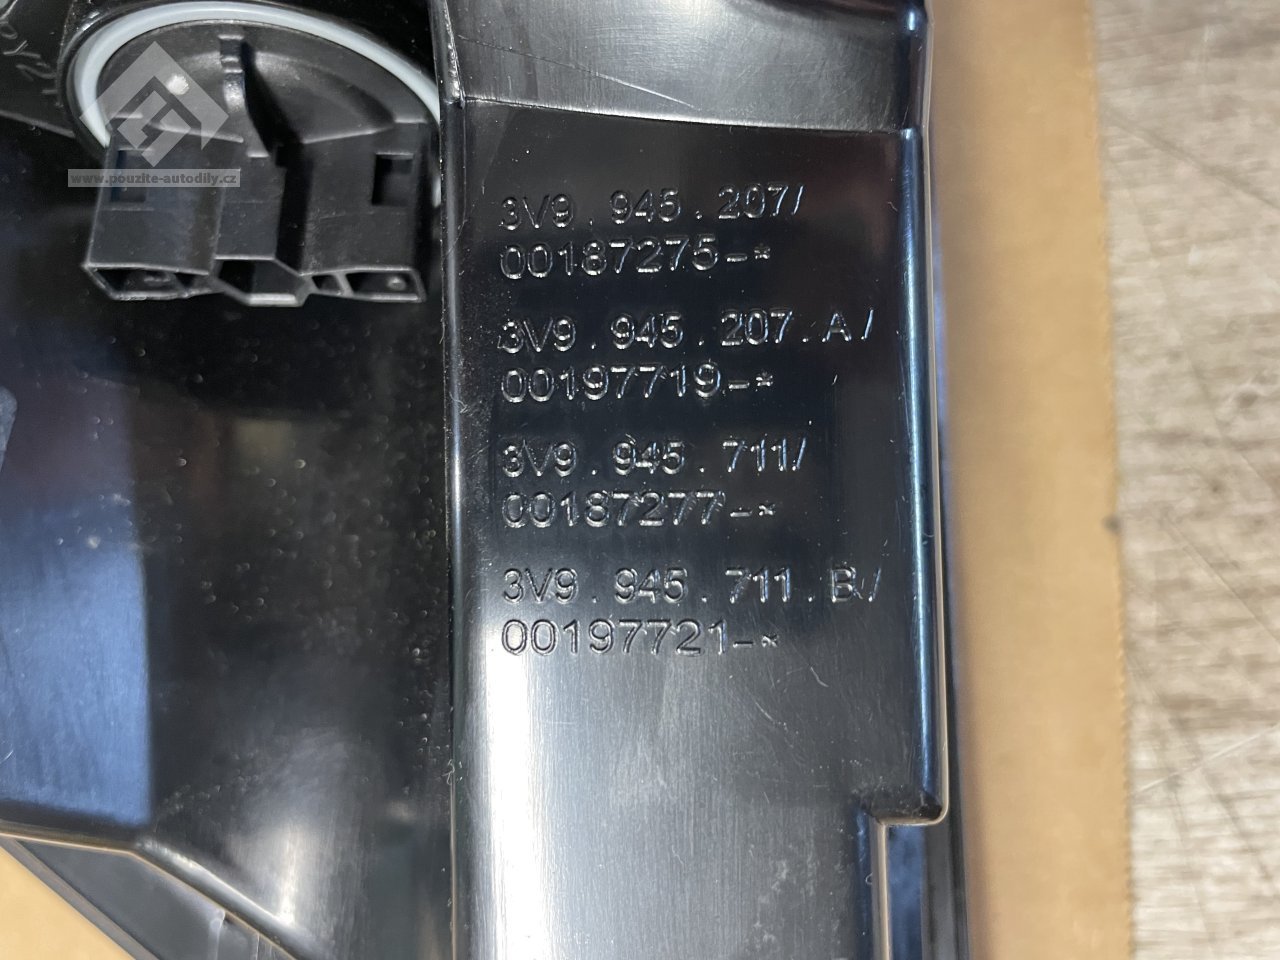 www.pouzite-autodily.cz
3V9.945.207/
00187275-*
3V9.945.207.A/
00197719-*
3V9.945.711/
00187277-*
3V9.945.711.B/
00197721-*